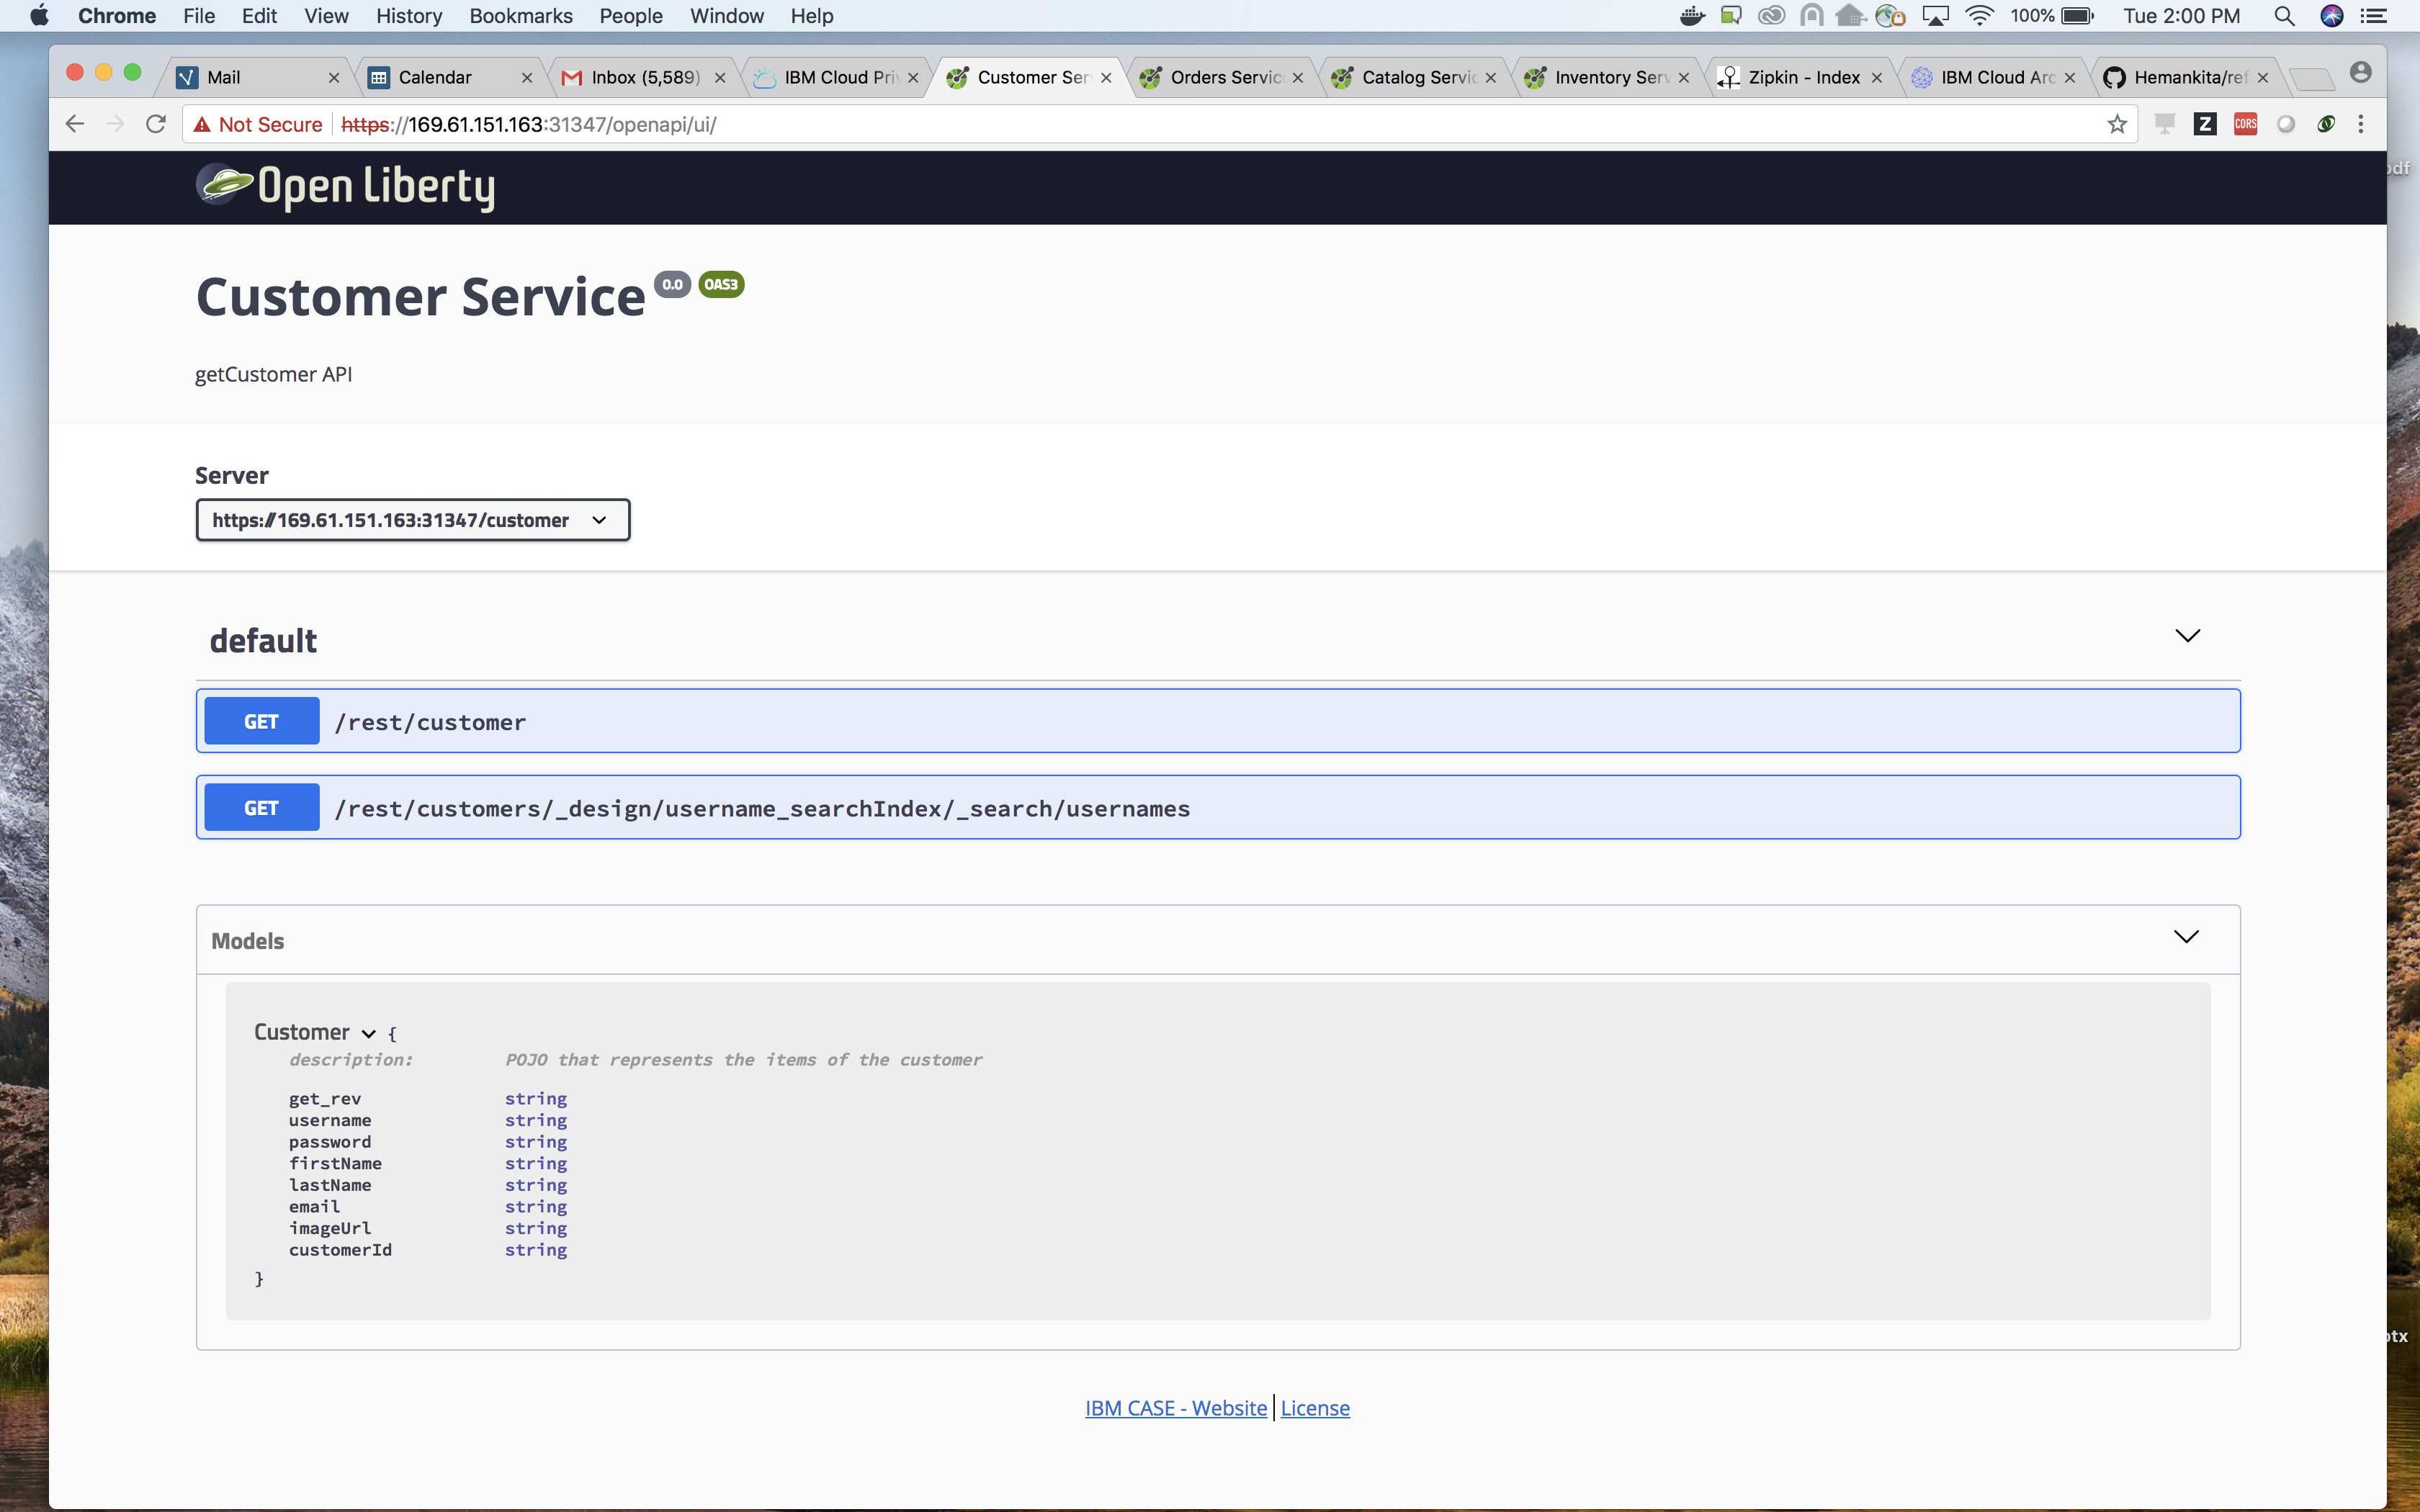 Chrome File Edit View History Bookmarks People Window Help 100% Tue 2:00 PM
Mail Calendar Inbox (5,589) IBM Cloud Priv Customer Serv Orders Servic Catalog Servic Inventory Serv Zipkin - Index IBM Cloud Arc Hemankita/ref
Not Secure https://169.61.151.163:31347/openapi/ui/ Z CORS
Open Liberty
Customer Service 0.0 OAS3
getCustomer API
Server
https://169.61.151.163:31347/customer
default
GET /rest/customer
GET /rest/customers/_design/username_searchIndex/_search/usernames
Models
Customer {
description: POJO that represents the items of the customer
get_rev string
username string
password string
firstName string
lastName string
email string
imageUrl string
customerId string
}
IBM CASE - Website License